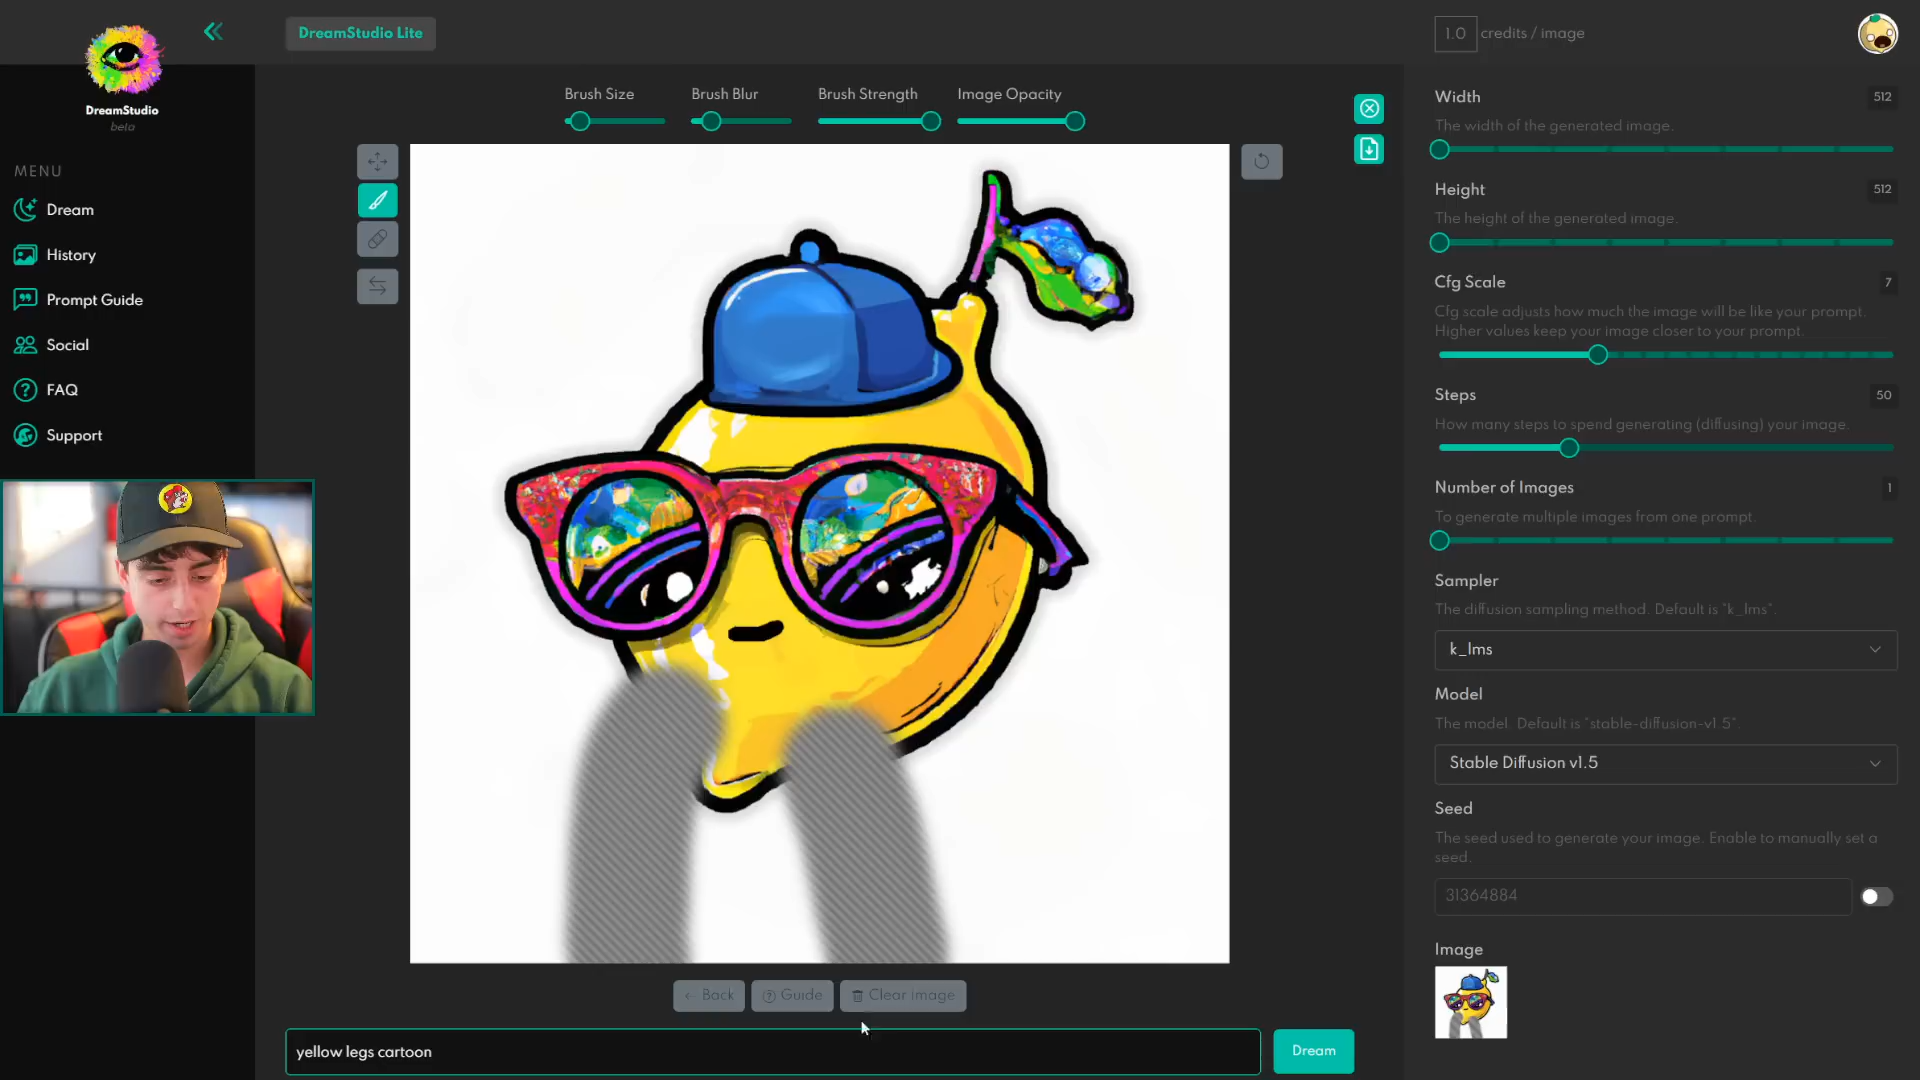 DreamStudio Lite
1.0 credits / image
DreamStudio
beta
MENU
Dream
History
Prompt Guide
Social
FAQ
Support
Brush Size
Brush Blur
Brush Strength
Image Opacity
Back
Guide
Clear image
yellow legs cartoon
Dream
Width
512
The width of the generated image.
Height
512
The height of the generated image.
Cfg Scale
7
Cfg scale adjusts how much the image will be like your prompt.
Higher values keep your image closer to your prompt.
Steps
50
How many steps to spend generating (diffusing) your image.
Number of Images
1
To generate multiple images from one prompt.
Sampler
The diffusion sampling method. Default is "k_lms".
k_lms
Model
The model. Default is "stable-diffusion-v1 5".
Stable Diffusion v1.5
Seed
The seed used to generate your image. Enable to manually set a
seed.
31364884
Image